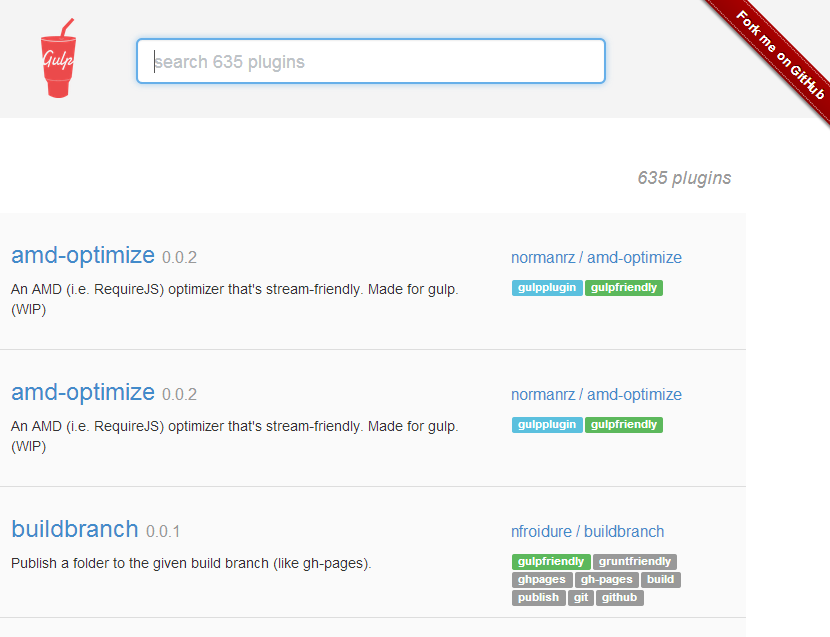 Gulp
search 635 plugins
Fork me on GitHub
635 plugins
amd-optimize 0.0.2
normanrz / amd-optimize
An AMD (i.e. RequireJS) optimizer that's stream-friendly. Made for gulp.
(WIP)
gulpplugin gulpfriendly
amd-optimize 0.0.2
normanrz / amd-optimize
An AMD (i.e. RequireJS) optimizer that's stream-friendly. Made for gulp.
(WIP)
gulpplugin gulpfriendly
buildbranch 0.0.1
nfroidure / buildbranch
Publish a folder to the given build branch (like gh-pages).
gulpfriendly gruntfriendly
ghpages gh-pages build
publish git github